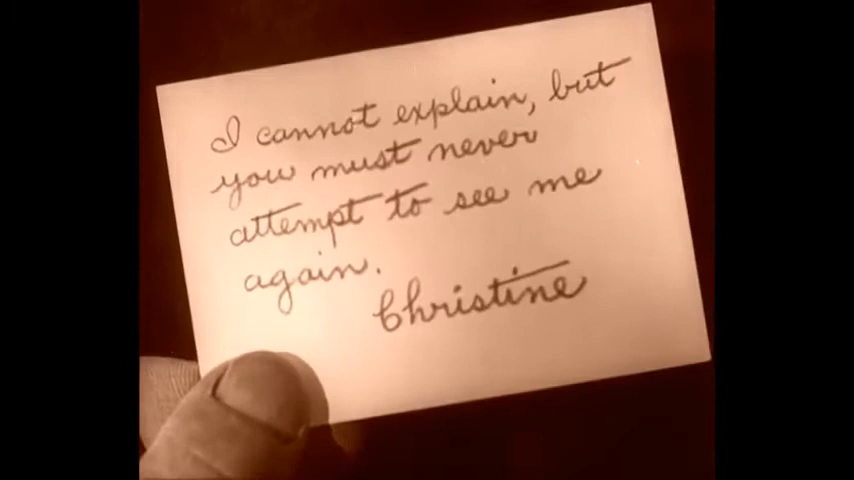 I cannot explain, but
you must never
attempt to see me
again.
Christine